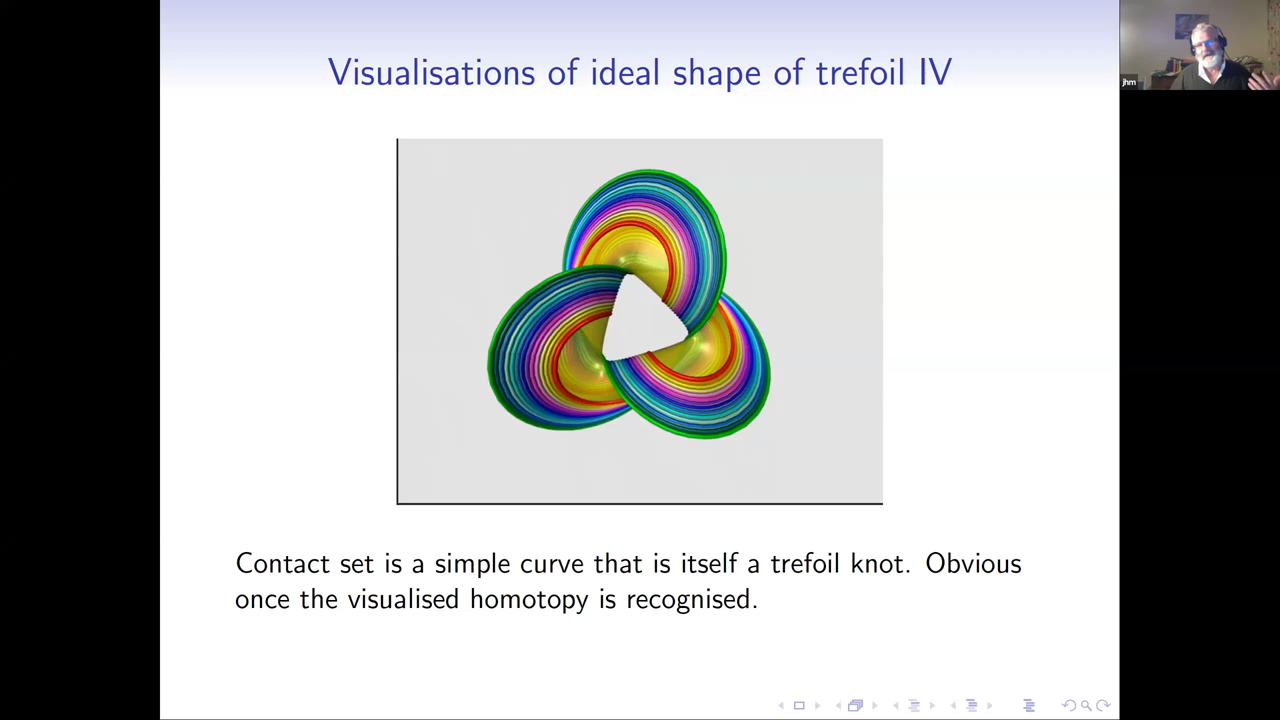 Visualisations of ideal shape of trefoil IV
jhm
Contact set is a simple curve that is itself a trefoil knot. Obvious
once the visualised homotopy is recognised.